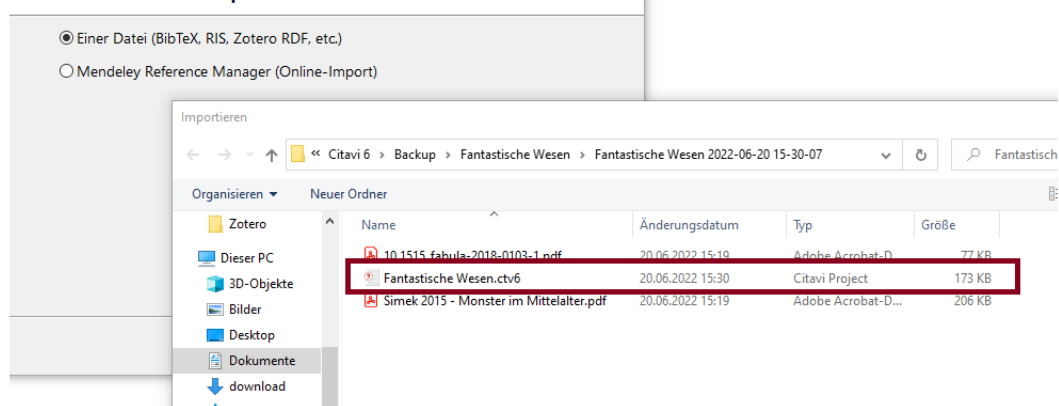 Einer Datei (BibTeX, RIS, Zotero RDF, etc.)
Mendeley Reference Manager (Online-Import)
Importieren
« Citavi 6 › Backup › Fantastische Wesen › Fantastische Wesen 2022-06-20 15-30-07
Fantastisch
Organisieren Neuer Ordner
Name Änderungsdatum Typ Größe
Zotero
Dieser PC
3D-Objekte
Bilder
Desktop
Dokumente
download
10.1515_fabula-2018-0103-1.pdf 20.06.2022 15:19 Adobe Acrobat-D... 77 KB
Fantastische Wesen.ctv6 20.06.2022 15:30 Citavi Project 173 KB
Simek 2015 - Monster im Mittelalter.pdf 20.06.2022 15:19 Adobe Acrobat-D... 206 KB